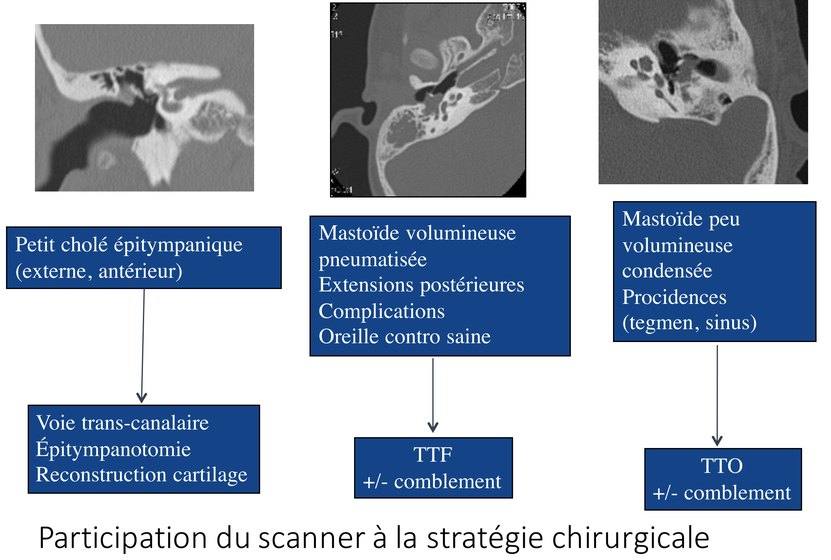 Petit cholé épitympanique
(externe, antérieur)
Mastoïde volumineuse
pneumatisée
Extensions postérieures
Complications
Oreille contro saine
Mastoïde peu
volumineuse
condensée
Procidences
(tegmen, sinus)
Voie trans-canalaire
Épitympanotomie
Reconstruction cartilage
TTF
+/- comblement
TTO
+/- comblement
Participation du scanner à la stratégie chirurgicale